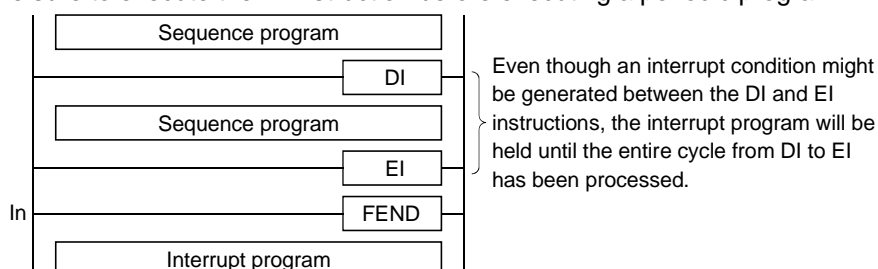 Sequence program
DI
Even though an interrupt condition might
be generated between the DI and EI
instructions, the interrupt program will be
held until the entire cycle from DI to EI
has been processed.
Sequence program
EI
In
FEND
Interrupt program